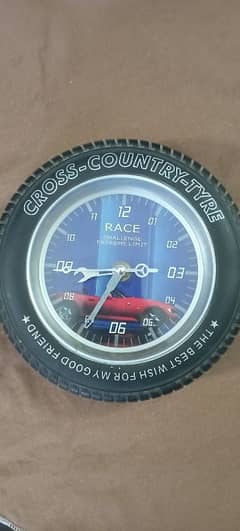 CROSS-COUNTRY-TYRE
12
11
01
RACE
CHALLENGE
EXTREME LIMIT
10
02
09
03
08
04
06
★ THE BEST WISH FOR MY GOOD FRIEND ★